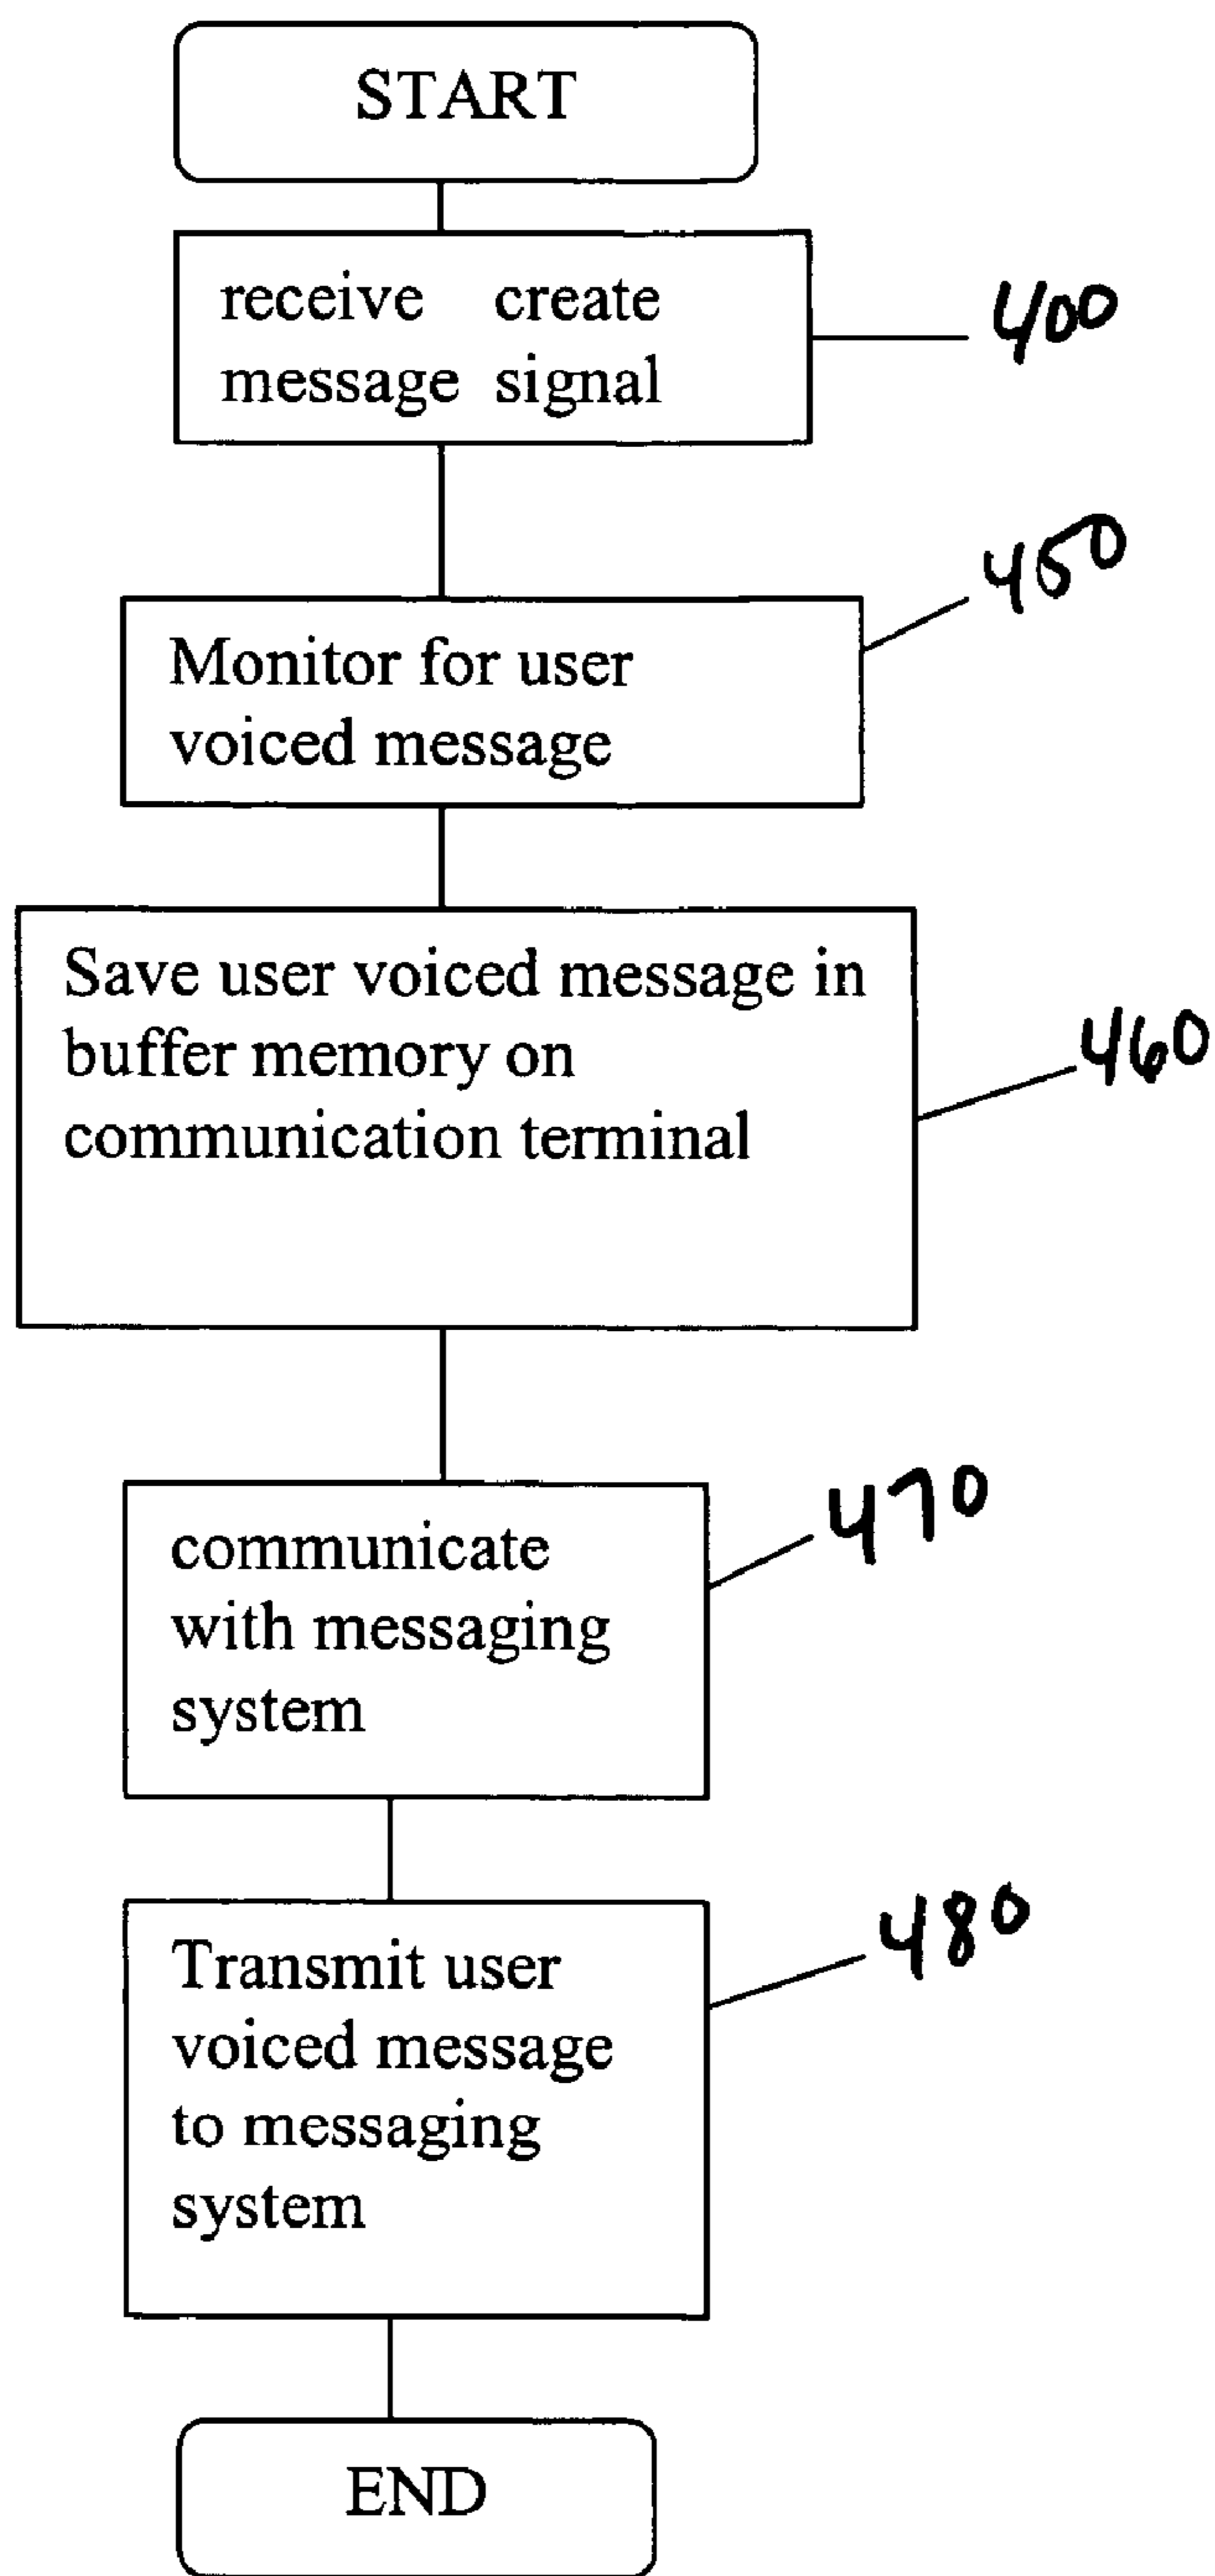 START
receive create
message signal
400
Monitor for user
voiced message
450
Save user voiced message in
buffer memory on
communication terminal
460
communicate
with messaging
system
470
Transmit user
voiced message
to messaging
system
480
END